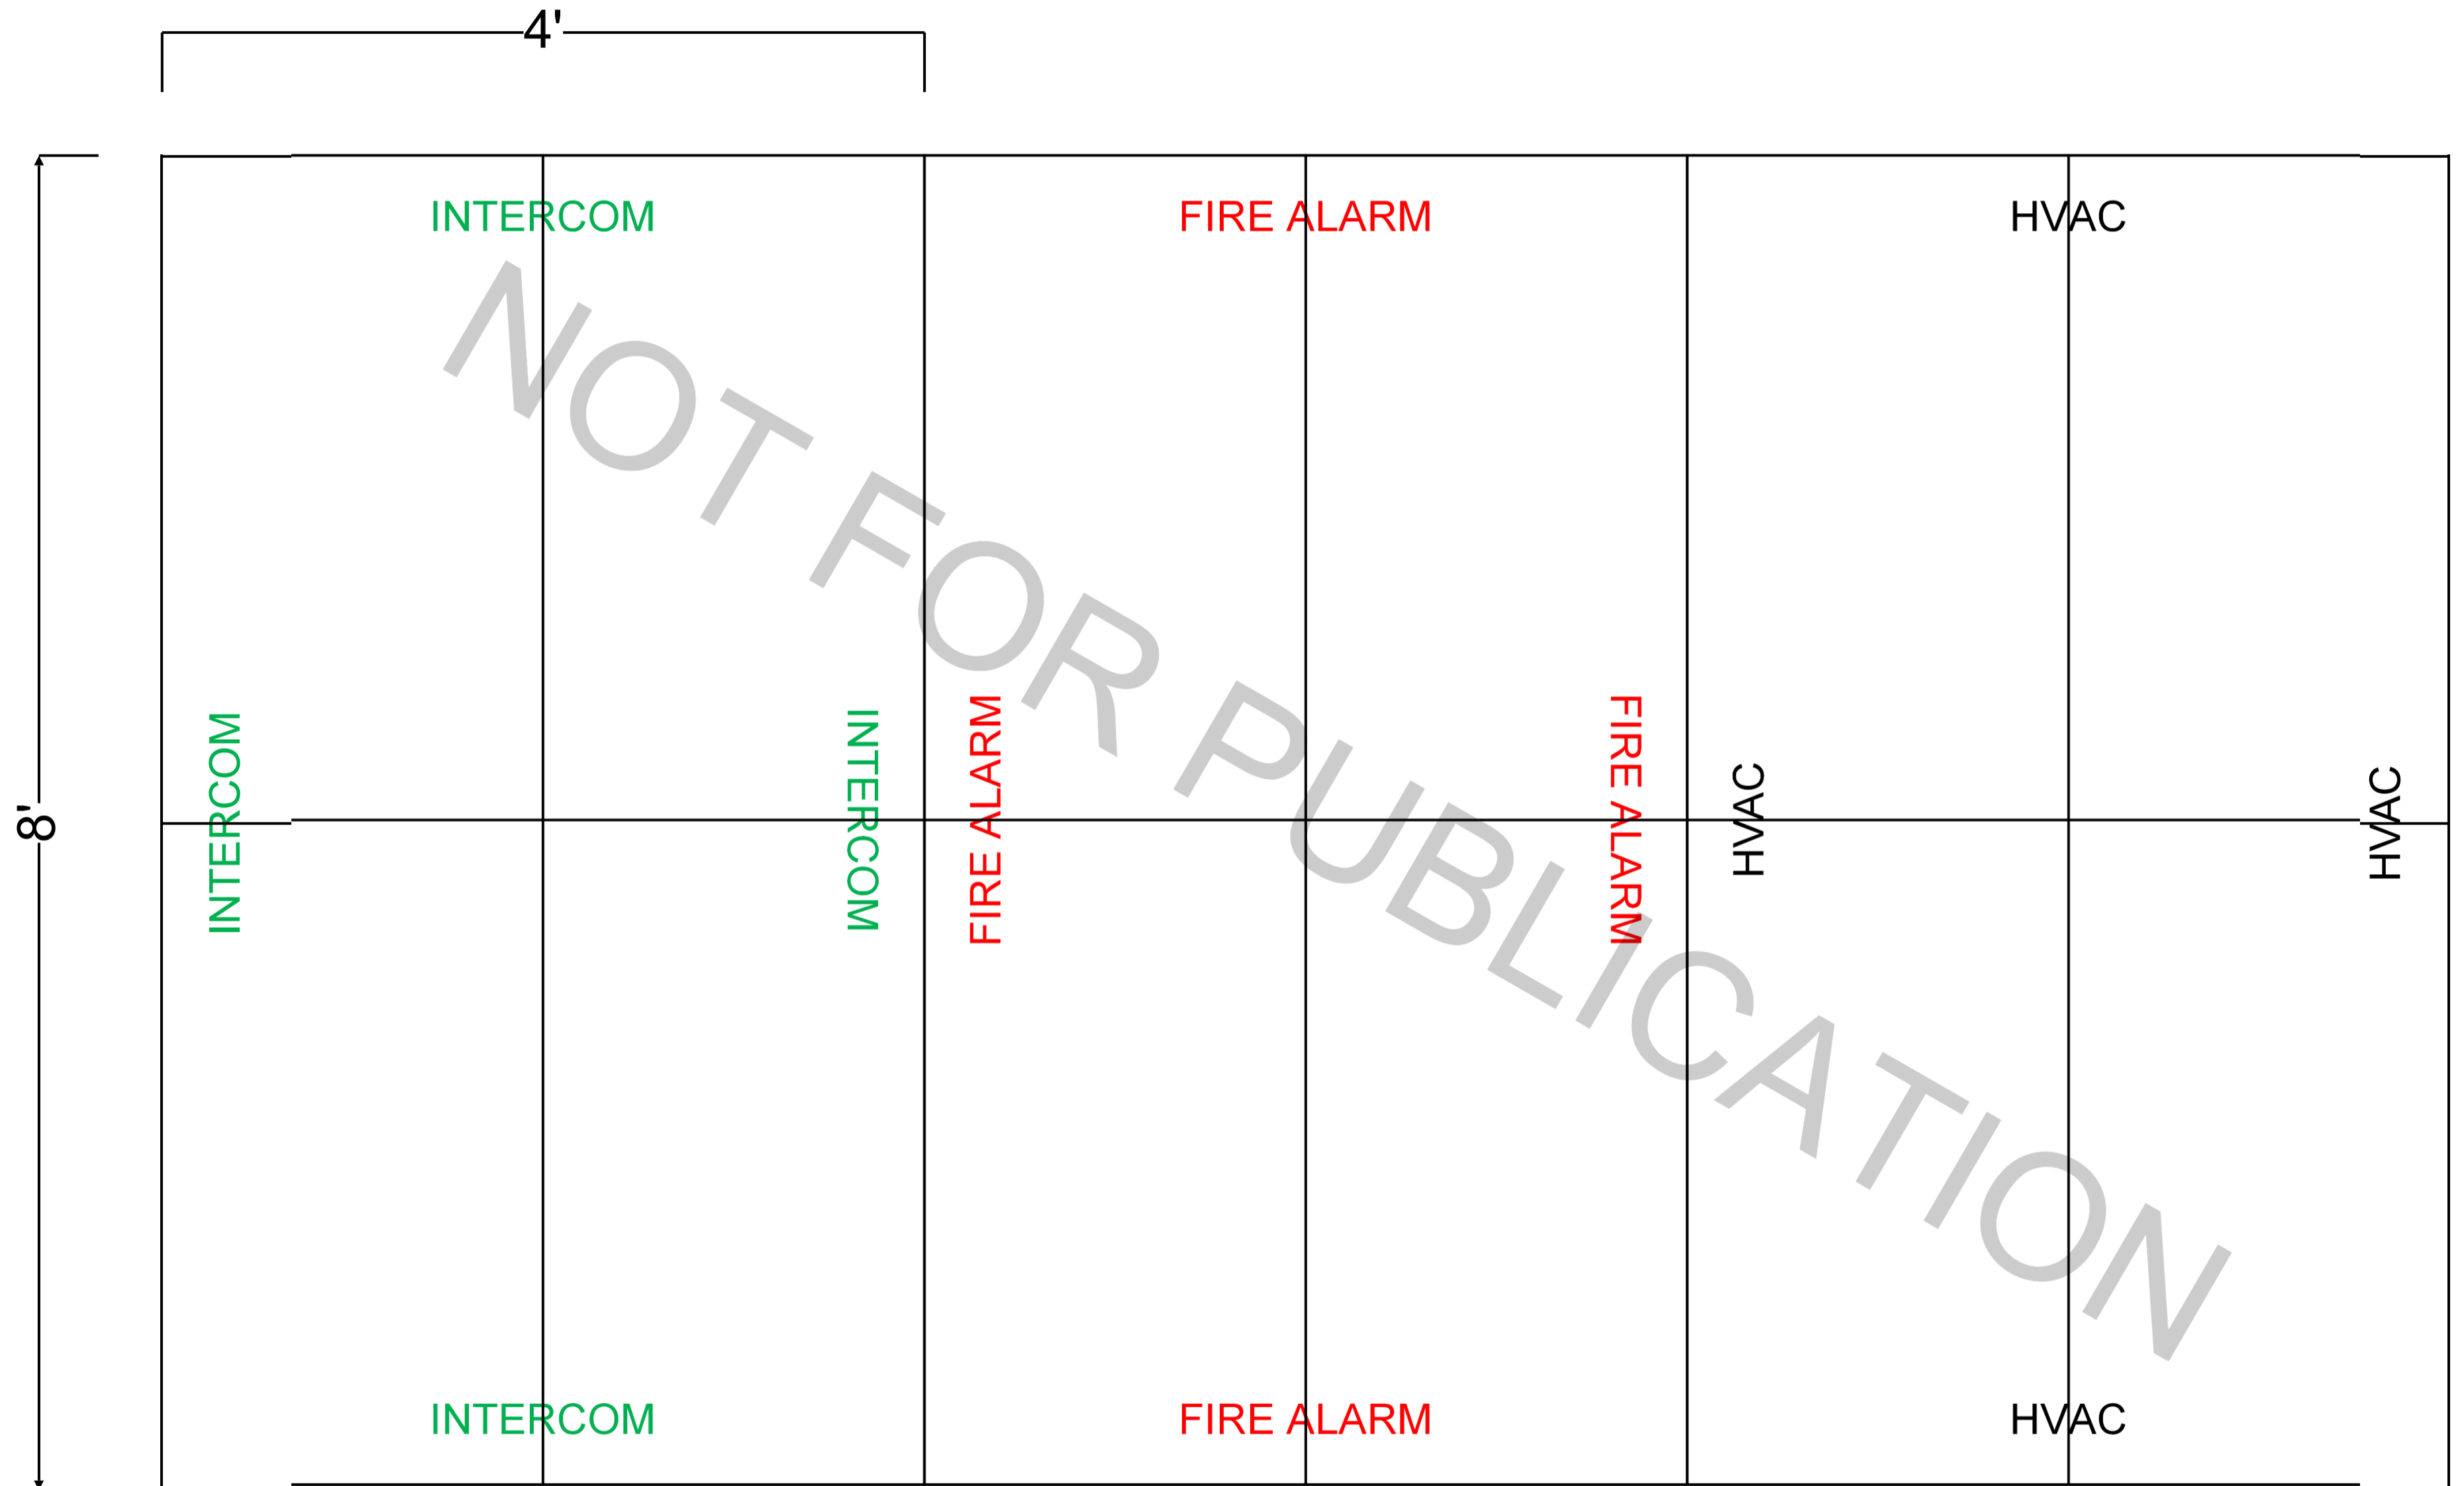 4'
INTERCOM
FIRE ALARM
HVAC
NOT FOR PUBLICATION
8'
INTERCOM
INTERCOM
FIRE ALARM
FIRE ALARM
HVAC
HVAC
INTERCOM
FIRE ALARM
HVAC